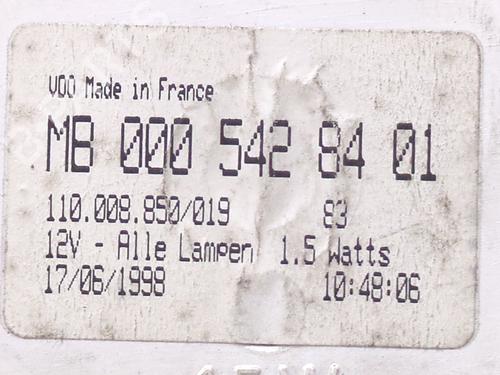 VDO Made in France
MB 000 542 84 01
110.008.850/019 83
12V - Alle Lampen 1.5 Watts
17/06/1998 10:48:06